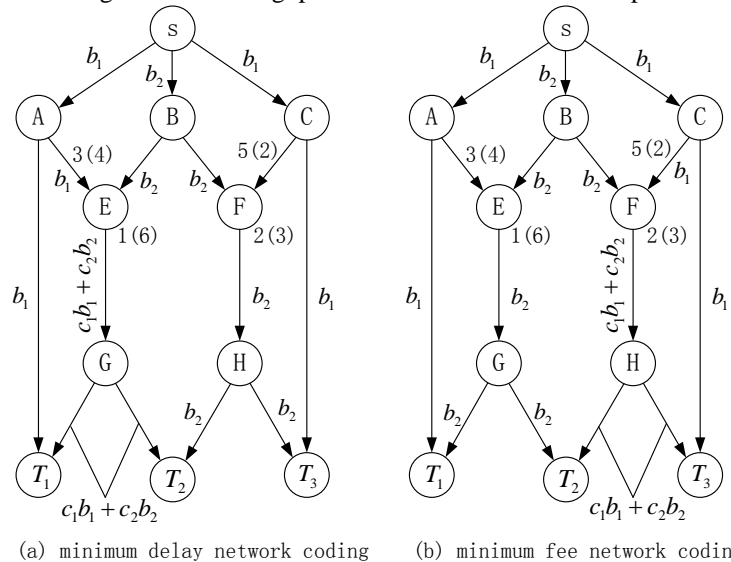 s
b₁
b₂
b₁
A
B
C
3(4)
b₁
b₂
b₂
5(2)
E
F
1(6)
2(3)
b₁
c₁b₁ + c₂b₂
b₂
b₁
G
H
b₂
b₂
T₁
T₂
T₃
c₁b₁ + c₂b₂
(a) minimum delay network coding
s
b₁
b₂
b₁
A
B
C
3(4)
b₂
b₂
5(2)
b₁
E
F
1(6)
2(3)
b₁
b₂
c₁b₁ + c₂b₂
b₁
G
H
b₂
b₂
T₁
T₂
T₃
c₁b₁ + c₂b₂
(b) minimum fee network codin